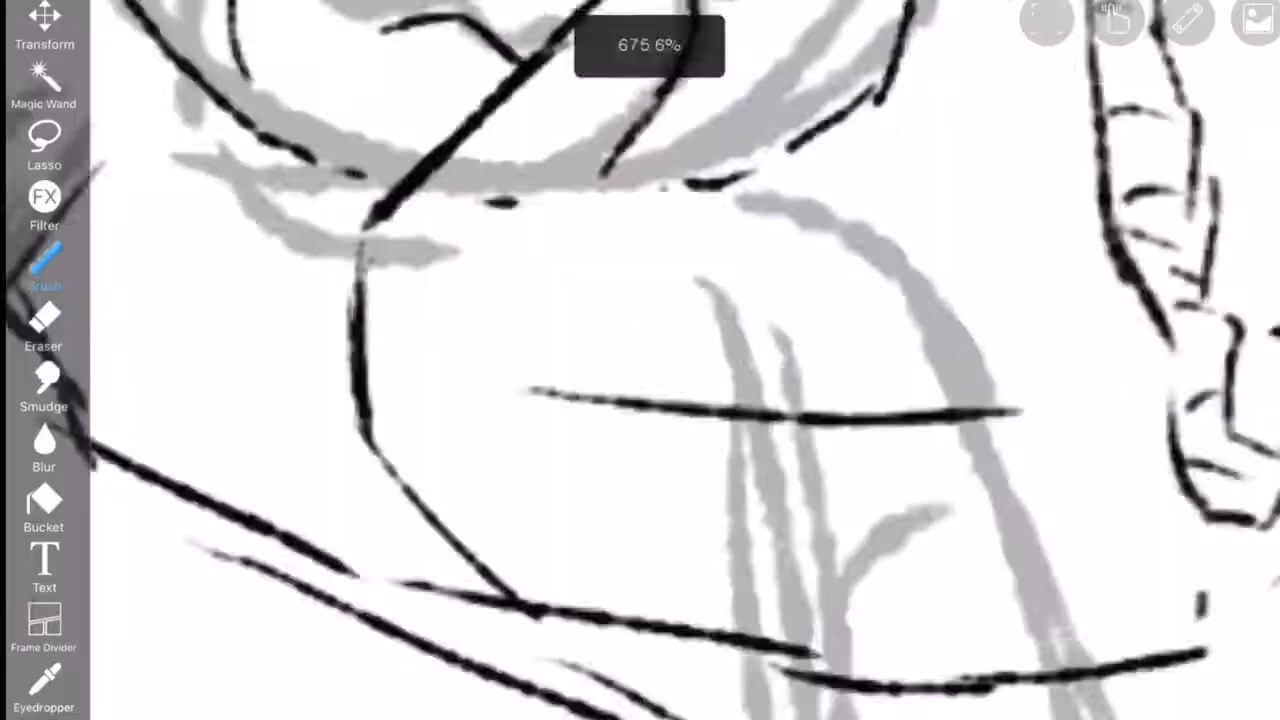 675.6%
Transform
Magic Wand
Lasso
FX
Filter
Brush
Eraser
Smudge
Blur
Bucket
T
Text
Frame Divider
Eyedropper